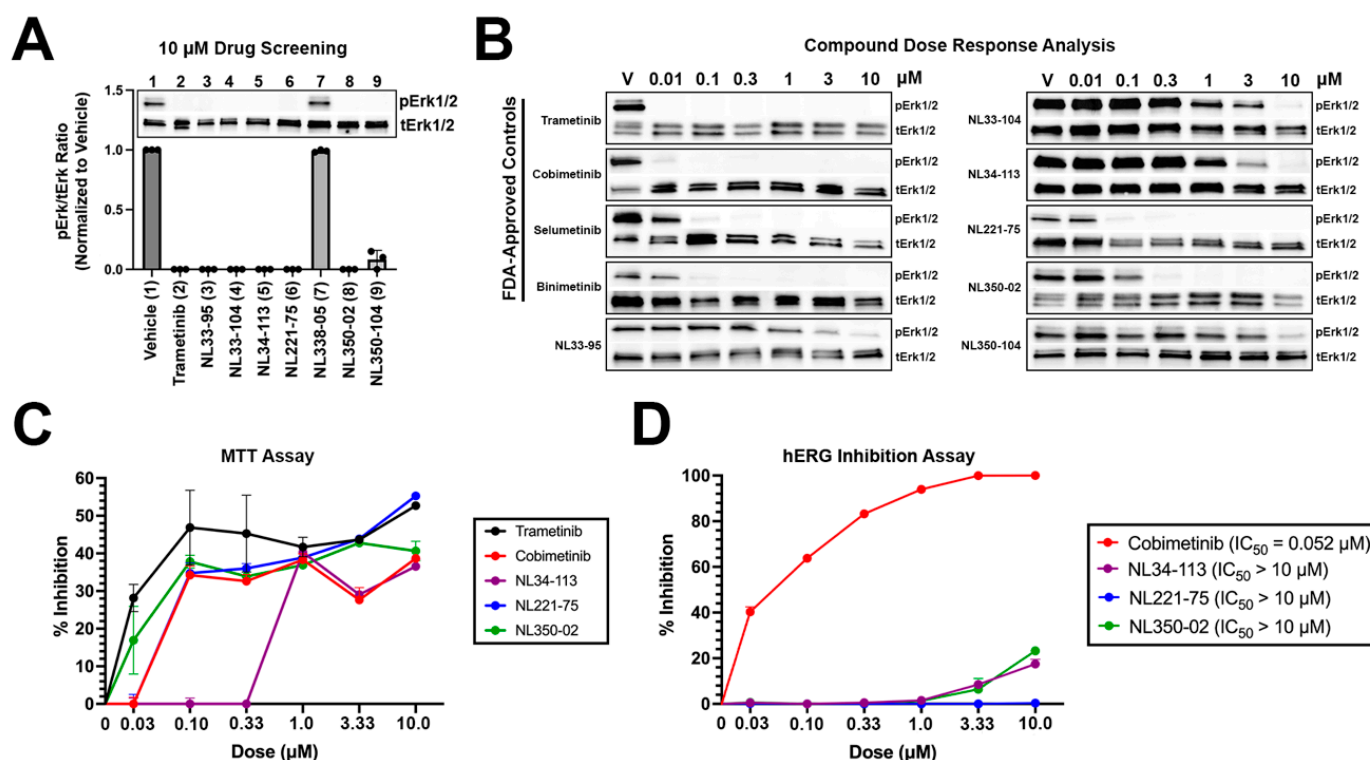 A
10 µM Drug Screening
1 2 3 4 5 6 7 8 9
pErk1/2
tErk1/2
pErk/tErk Ratio
(Normalized to Vehicle)
1.5
1.0
0.5
0.0
Vehicle (1)
Trametinib (2)
NL33-95 (3)
NL33-104 (4)
NL34-113 (5)
NL221-75 (6)
NL338-05 (7)
NL350-02 (8)
NL350-104 (9)
B
Compound Dose Response Analysis
V 0.01 0.1 0.3 1 3 10 µM
FDA-Approved Controls
Trametinib
pErk1/2
tErk1/2
Cobimetinib
pErk1/2
tErk1/2
Selumetinib
pErk1/2
tErk1/2
Binimetinib
pErk1/2
tErk1/2
NL33-95
pErk1/2
tErk1/2
V 0.01 0.1 0.3 1 3 10 µM
NL33-104
pErk1/2
tErk1/2
NL34-113
pErk1/2
tErk1/2
NL221-75
pErk1/2
tErk1/2
NL350-02
pErk1/2
tErk1/2
NL350-104
pErk1/2
tErk1/2
C
MTT Assay
% Inhibition
60
50
40
30
20
10
0
0 0.03 0.10 0.33 1.0 3.33 10.0
Dose (µM)
Trametinib
Cobimetinib
NL34-113
NL221-75
NL350-02
D
hERG Inhibition Assay
% Inhibition
100
80
60
40
20
0
0 0.03 0.10 0.33 1.0 3.33 10.0
Dose (µM)
Cobimetinib (IC50 = 0.052 µM)
NL34-113 (IC50 > 10 µM)
NL221-75 (IC50 > 10 µM)
NL350-02 (IC50 > 10 µM)